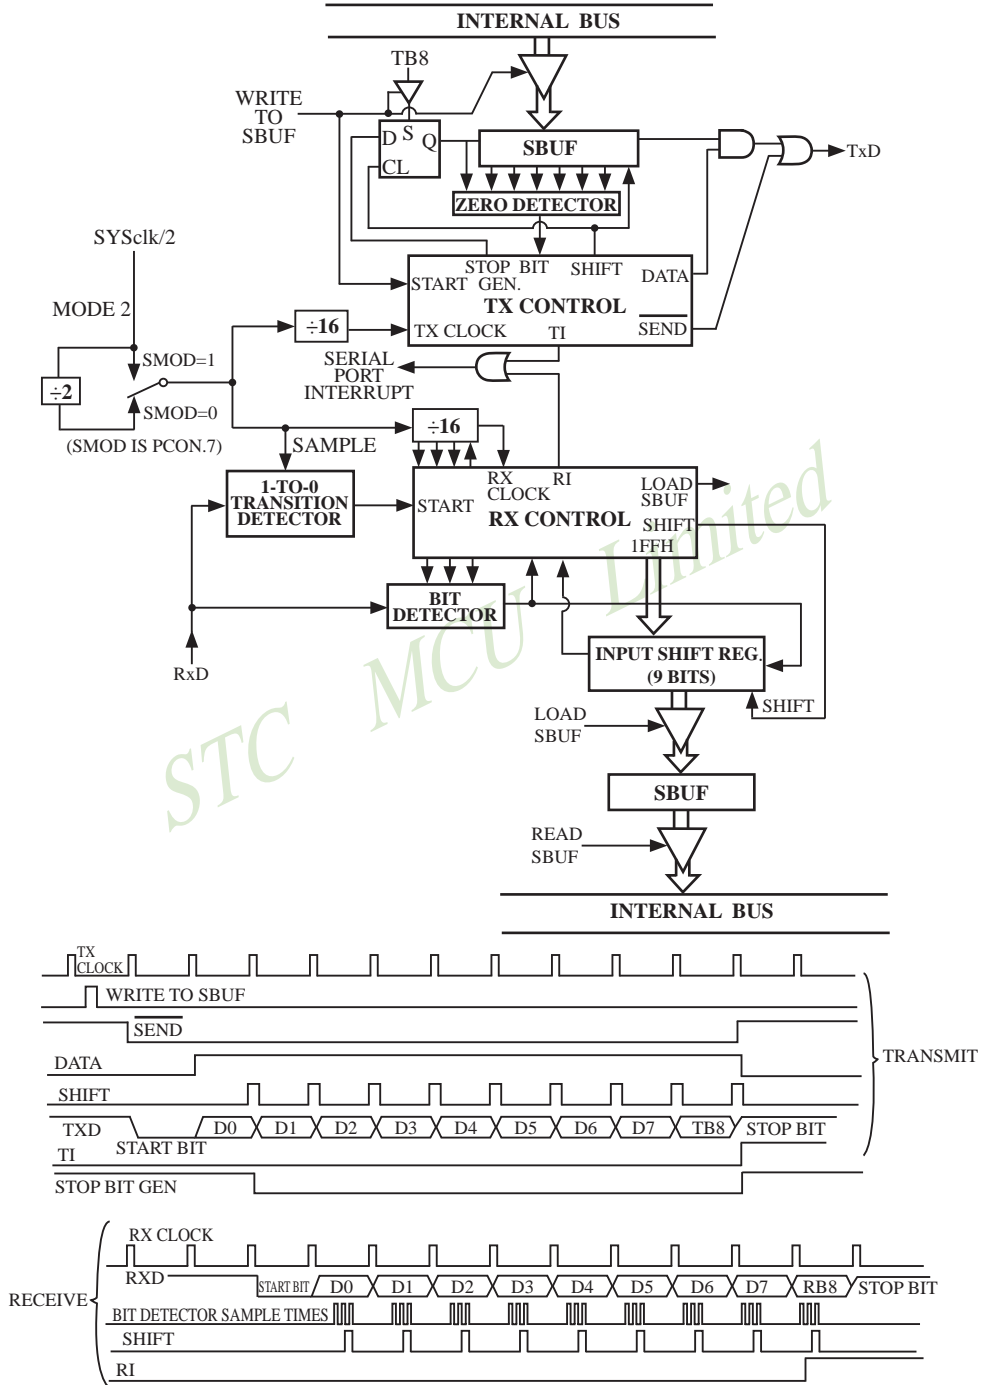 INTERNAL BUS
TB8
WRITE
TO
SBUF
D S Q
CL
SBUF
TxD
ZERO DETECTOR
SYSclk/2
STOP BIT SHIFT
GEN.
DATA
START
TX CONTROL
MODE 2
÷16
TX CLOCK
TI
SEND
SMOD=1
÷2
SMOD=0
(SMOD IS PCON.7)
SERIAL
PORT
INTERRUPT
÷16
SAMPLE
1-TO-0
TRANSITION
DETECTOR
RX
CLOCK
RI
LOAD
SBUF
START
RX CONTROL
SHIFT
1FFH
BIT
DETECTOR
RxD
INPUT SHIFT REG.
(9 BITS)
SHIFT
LOAD
SBUF
SBUF
READ
SBUF
INTERNAL BUS
STC MCU Limited
TX
CLOCK
WRITE TO SBUF
SEND
DATA
TRANSMIT
SHIFT
TXD
START BIT
D0 D1 D2 D3 D4 D5 D6 D7 TB8 STOP BIT
TI
STOP BIT GEN
RX CLOCK
RXD
START BIT D0 D1 D2 D3 D4 D5 D6 D7 RB8 STOP BIT
RECEIVE
BIT DETECTOR SAMPLE TIMES
SHIFT
RI